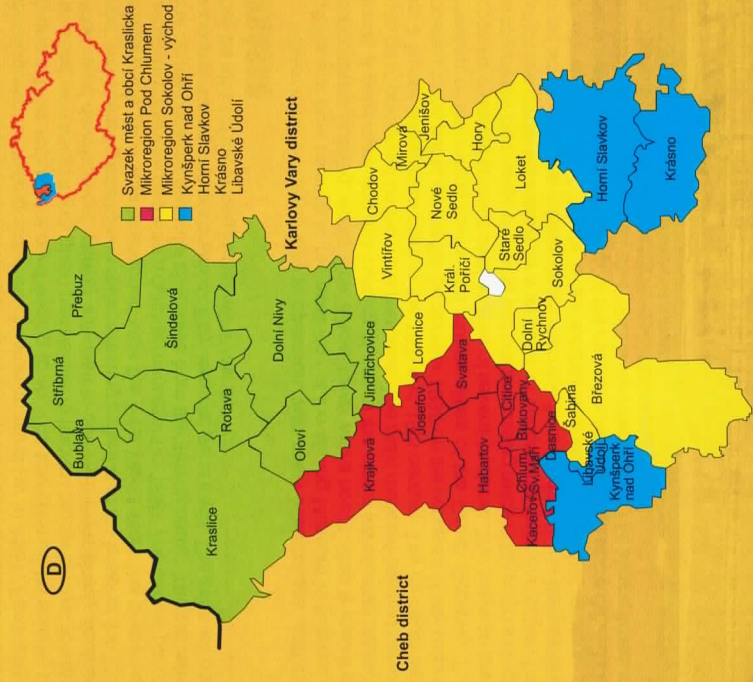 D
Svazek měst a obcí Kraslicka
Mikroregion Pod Chlumem
Mikroregion Sokolov - východ
Kynšperk nad Ohří
Horní Slavkov
Krásno
Libavské Údolí
Karlovy Vary district
Cheb district
Přebuz
Stříbrná
Bublava
Šindelová
Rotava
Dolní Nivy
Kraslice
Oloví
Jindřichovice
Krajková
Josefov
Lomnice
Svatava
Habartov
Citice
Bukovany
Chlum
Sv.Maří
Kaceřov
Dasnice
Šabina
Libavské
Údolí
Kynšperk
nad Ohří
Březová
Dolní
Rychnov
Sokolov
Staré
Sedlo
Král.
Poříčí
Vintířov
Chodov
Nové
Sedlo
Mírová
Jenišov
Hory
Loket
Horní Slavkov
Krásno